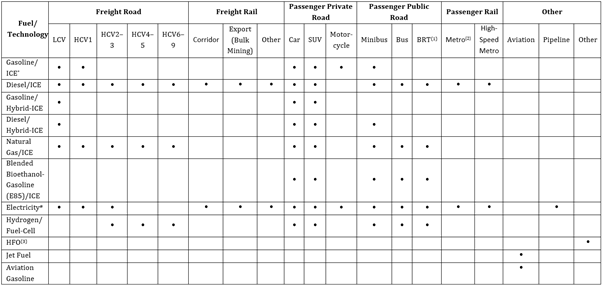 Fuel/ Technology | Freight Road | Freight Rail | Passenger Private Road | Passenger Public Road | Passenger Rail | Other
LCV | HCV1 | HCV2–3 | HCV4–5 | HCV6–9 | Corridor | Export (Bulk Mining) | Other | Car | SUV | Motor-cycle | Minibus | Bus | BRT(1) | Metro(2) | High-Speed Metro | Aviation | Pipeline | Other
Gasoline/ ICE* | • | • | | | | | | | • | • | • | • | | | | | | |
Diesel/ICE | • | • | • | • | • | • | • | • | • | • | | • | • | • | • | • | | |
Gasoline/ Hybrid-ICE | • | | | | | | | | • | • | | | | | | | | |
Diesel/ Hybrid-ICE | • | | | | | | | | • | • | | • | | | | | | |
Natural Gas/ICE | • | • | • | • | • | | | | • | • | | • | • | • | | | | |
Blended Bioethanol-Gasoline (E85)/ICE | | | | | | | | | • | • | | • | • | • | | | | |
Electricity# | • | • | • | | | • | • | • | • | • | • | • | • | • | • | • | | • |
Hydrogen/ Fuel-Cell | | | • | • | • | | | | • | • | | • | • | • | | | | |
HFO(3) | | | | | | | | | | | | | | | | | | | •
Jet Fuel | | | | | | | | | | | | | | | | | • | |
Aviation Gasoline | | | | | | | | | | | | | | | | | • | |